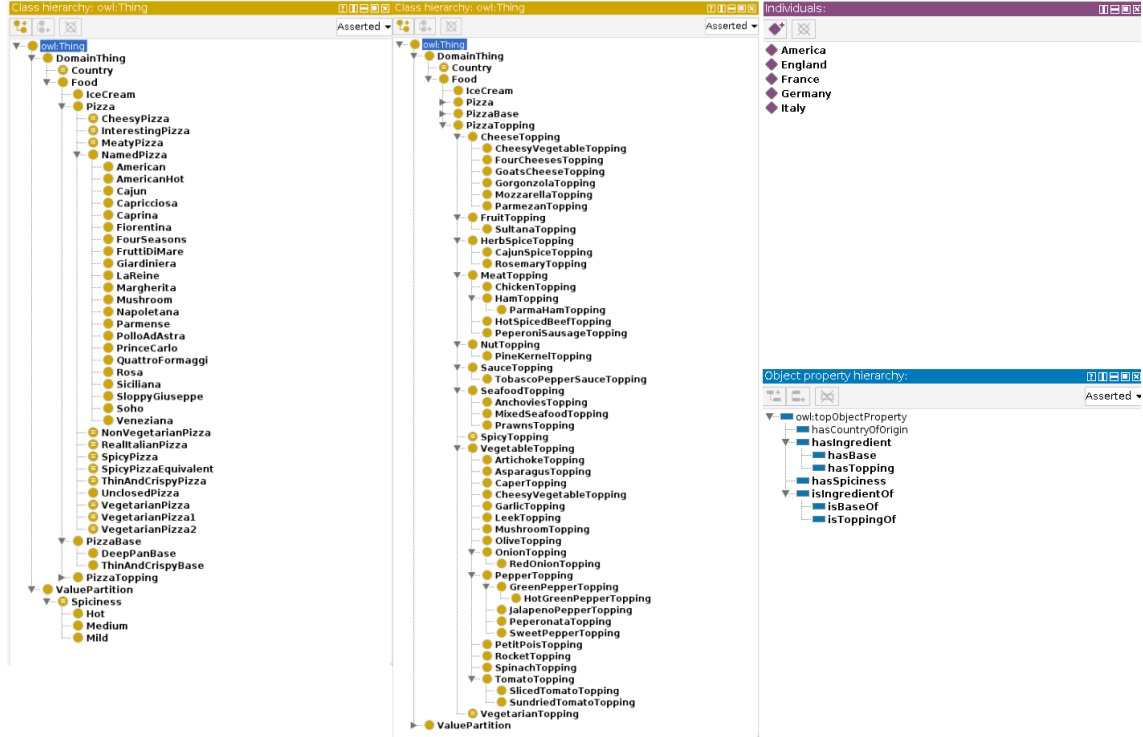 Class hierarchy: owl:Thing
Asserted
owl:Thing
DomainThing
Country
Food
IceCream
Pizza
CheesyPizza
InterestingPizza
MeatyPizza
NamedPizza
American
AmericanHot
Cajun
Capricciosa
Caprina
Fiorentina
FourSeasons
FruttiDiMare
Giardiniera
LaReine
Margherita
Mushroom
Napoletana
Parmense
PolloAdAstra
PrinceCarlo
QuattroFormaggi
Rosa
Siciliana
SloppyGiuseppe
Soho
Veneziana
NonVegetarianPizza
RealItalianPizza
SpicyPizza
SpicyPizzaEquivalent
ThinAndCrispyPizza
UnclosedPizza
VegetarianPizza
VegetarianPizza1
VegetarianPizza2
PizzaBase
DeepPanBase
ThinAndCrispyBase
PizzaTopping
ValuePartition
Spiciness
Hot
Medium
Mild
Class hierarchy: owl:Thing
Asserted
owl:Thing
DomainThing
Country
Food
IceCream
Pizza
PizzaBase
PizzaTopping
CheeseTopping
CheesyVegetableTopping
FourCheesesTopping
GoatsCheeseTopping
GorgonzolaTopping
MozzarellaTopping
ParmezanTopping
FruitTopping
SultanaTopping
HerbSpiceTopping
CajunSpiceTopping
RosemaryTopping
MeatTopping
ChickenTopping
HamTopping
ParmaHamTopping
HotSpicedBeefTopping
PeperoniSausageTopping
NutTopping
PineKernelTopping
SauceTopping
TobascoPepperSauceTopping
SeafoodTopping
AnchoviesTopping
MixedSeafoodTopping
PrawnsTopping
SpicyTopping
VegetableTopping
ArtichokeTopping
AsparagusTopping
CaperTopping
CheesyVegetableTopping
GarlicTopping
LeekTopping
MushroomTopping
OliveTopping
OnionTopping
RedOnionTopping
PepperTopping
GreenPepperTopping
HotGreenPepperTopping
JalapenoPepperTopping
PeperonataTopping
SweetPepperTopping
PetitPoisTopping
RocketTopping
SpinachTopping
TomatoTopping
SlicedTomatoTopping
SundriedTomatoTopping
VegetarianTopping
ValuePartition
Individuals:
America
England
France
Germany
Italy
Object property hierarchy:
Asserted
owl:topObjectProperty
hasCountryOfOrigin
hasIngredient
hasBase
hasTopping
hasSpiciness
isIngredientOf
isBaseOf
isToppingOf